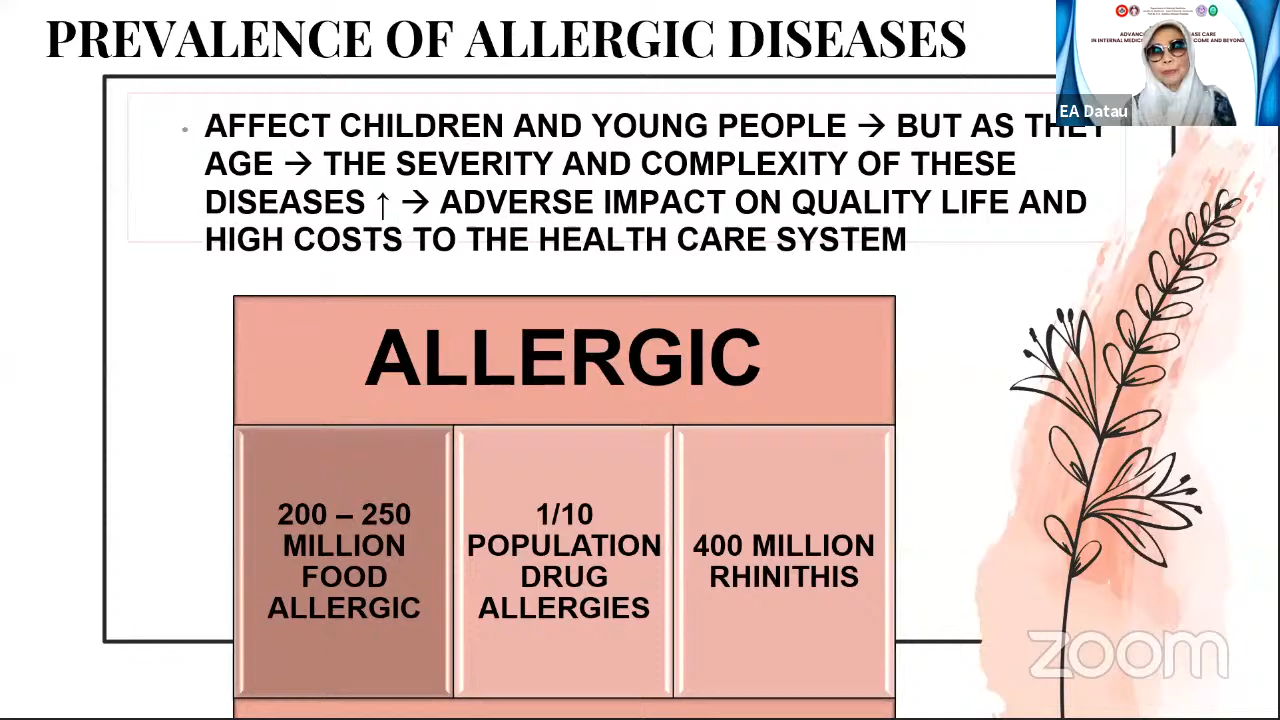 PREVALENCE OF ALLERGIC DISEASES
AFFECT CHILDREN AND YOUNG PEOPLE → BUT AS THEY
AGE → THE SEVERITY AND COMPLEXITY OF THESE
DISEASES ↑ → ADVERSE IMPACT ON QUALITY LIFE AND
HIGH COSTS TO THE HEALTH CARE SYSTEM
ALLERGIC
200 – 250
MILLION
FOOD
ALLERGIC
1/10
POPULATION
DRUG
ALLERGIES
400 MILLION
RHINITHIS
EA Datau
zoom